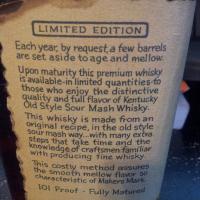 LIMITED EDITION
Each year, by request, a few barrels
are set aside to age and mellow.
Upon maturity this premium whisky
is available in limited quantities to
those who enjoy the distinctive
quality and full flavor of Kentucky
Old Style Sour Mash Whisky.
This whisky is made from an
original recipe, in the old style
sour mash way...with many extra
steps that take time and the
knowledge of craftsmen familiar
with producing fine whisky.
This costly method assures
the smooth mellow flavor so
characteristic of Makers Mark.
101 Proof - Fully Matured